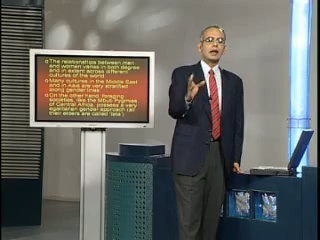 The relationships between men
and women varies in both degree
and in extent across different
cultures of the world
Many cultures in the Middle East
and in Asia are very stratified
along gender lines
On the other hand, foraging
societies, like the Mbuti Pygmies
of Central Africa, possess a very
egalitarian gender approach (all
their elders are called 'tata')